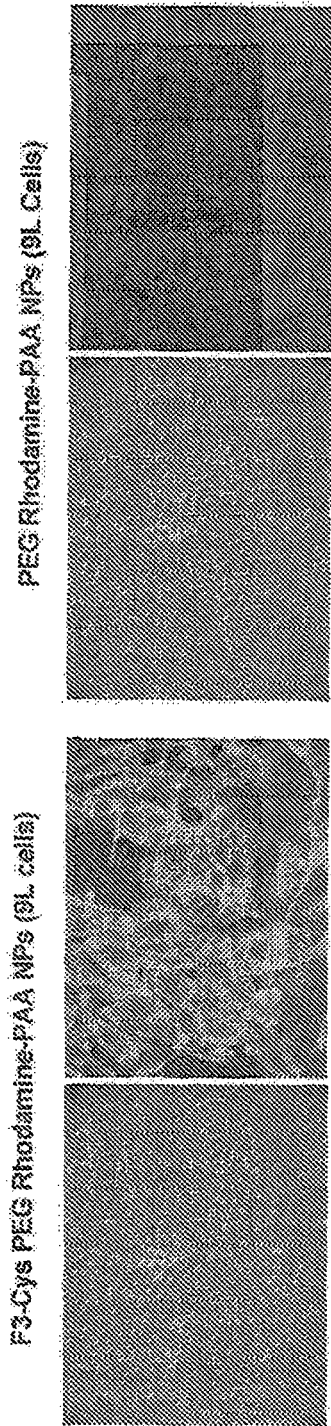 F3-Cys PEG Rhodamine-PAA NPs (9L cells)
PEG Rhodamine-PAA NPs (9L Cells)